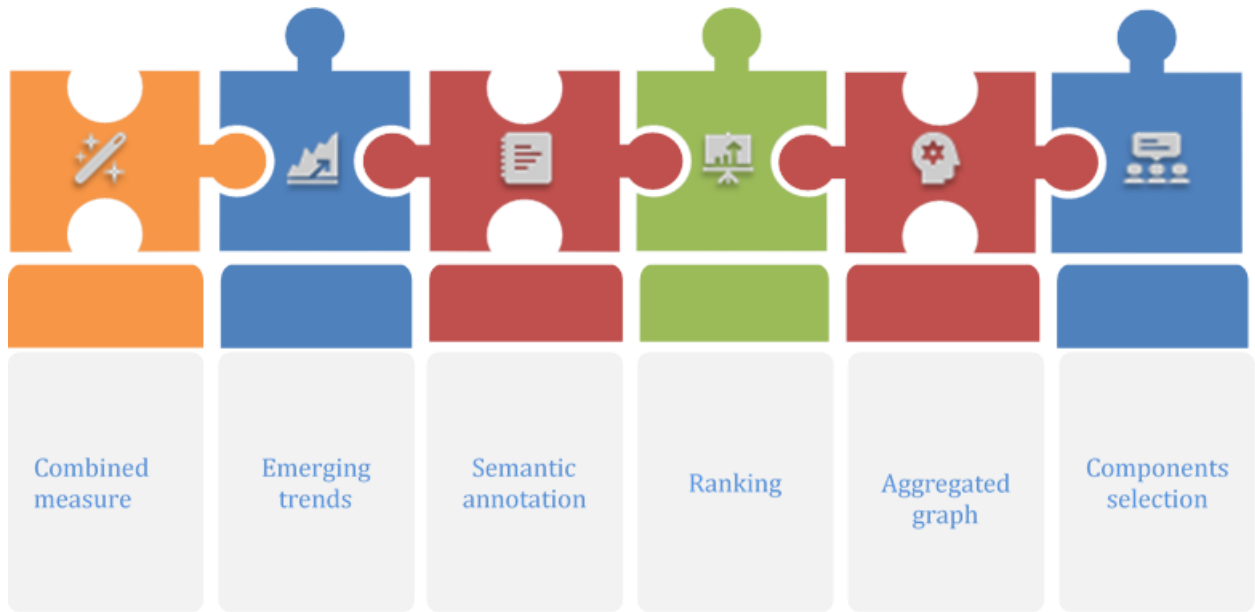 Combined
measure
Emerging
trends
Semantic
annotation
Ranking
Aggregated
graph
Components
selection